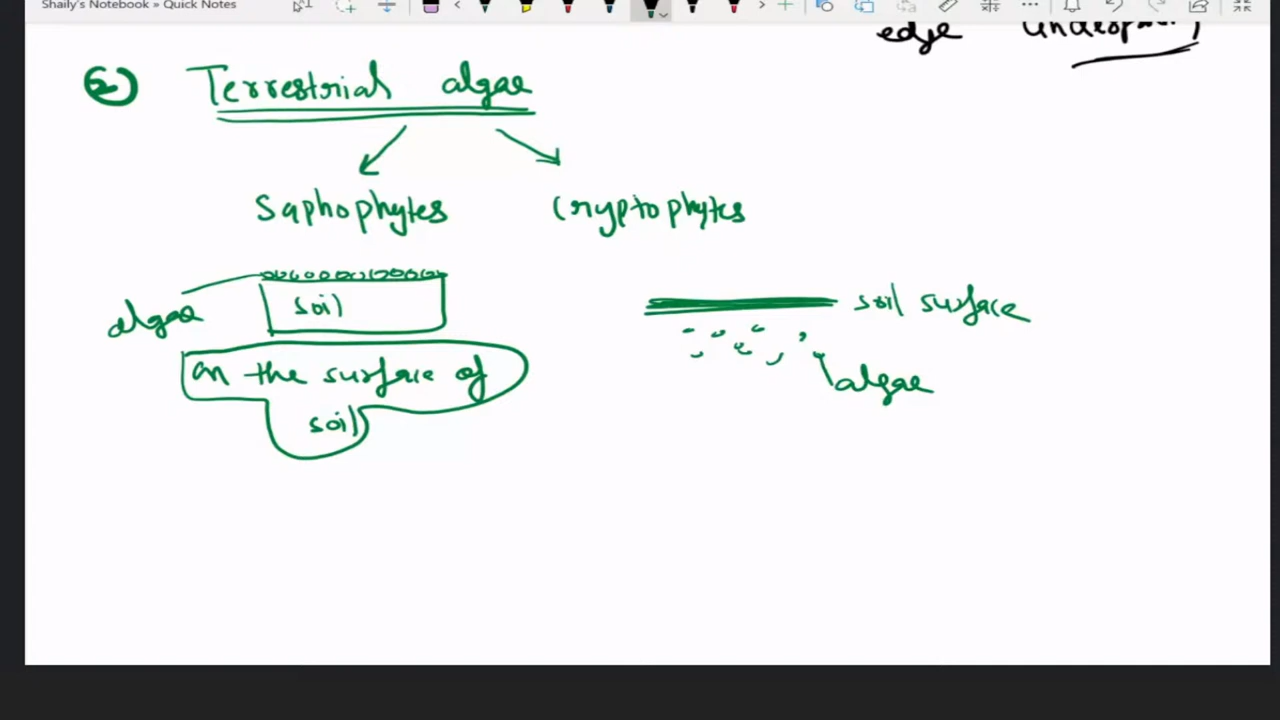 Shaily's Notebook » Quick Notes
edge
2) Terrestrial algae
Saphophytes Cryptophytes
algae soil
soil surface
algae
on the surface of
soil